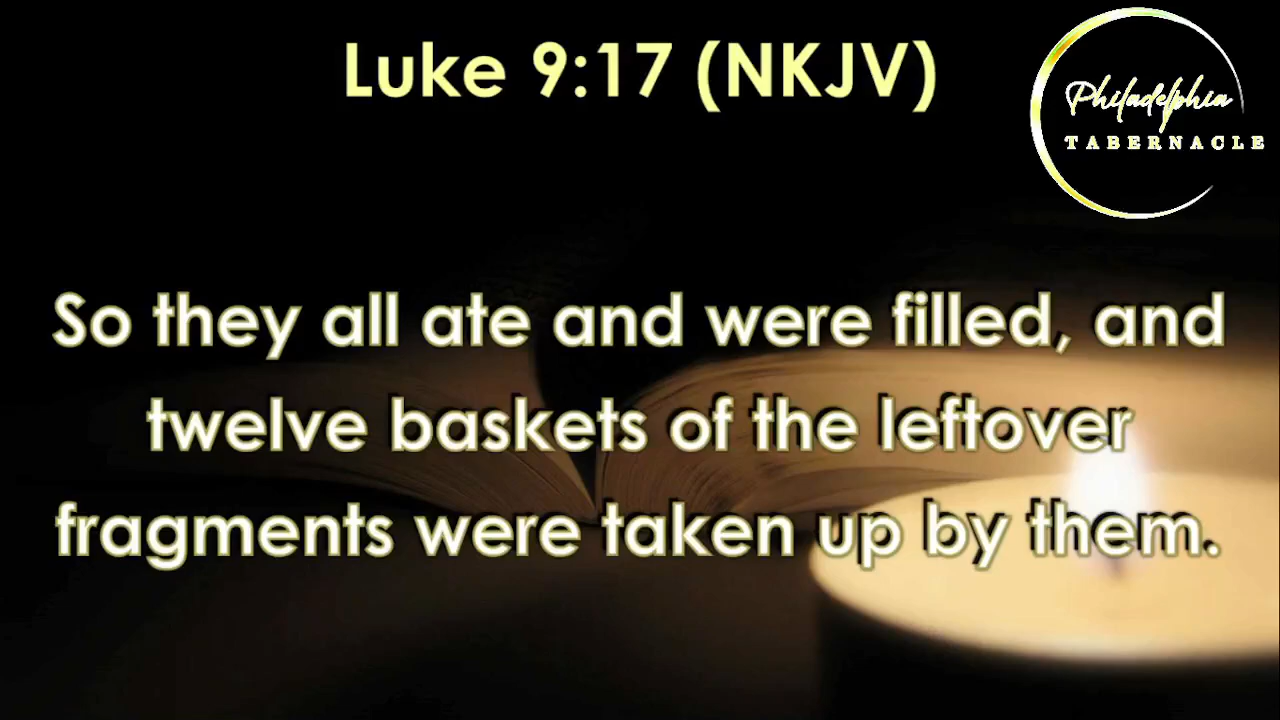 Luke 9:17 (NKJV)
Philadelphia
TABERNACLE
So they all ate and were filled, and
twelve baskets of the leftover
fragments were taken up by them.